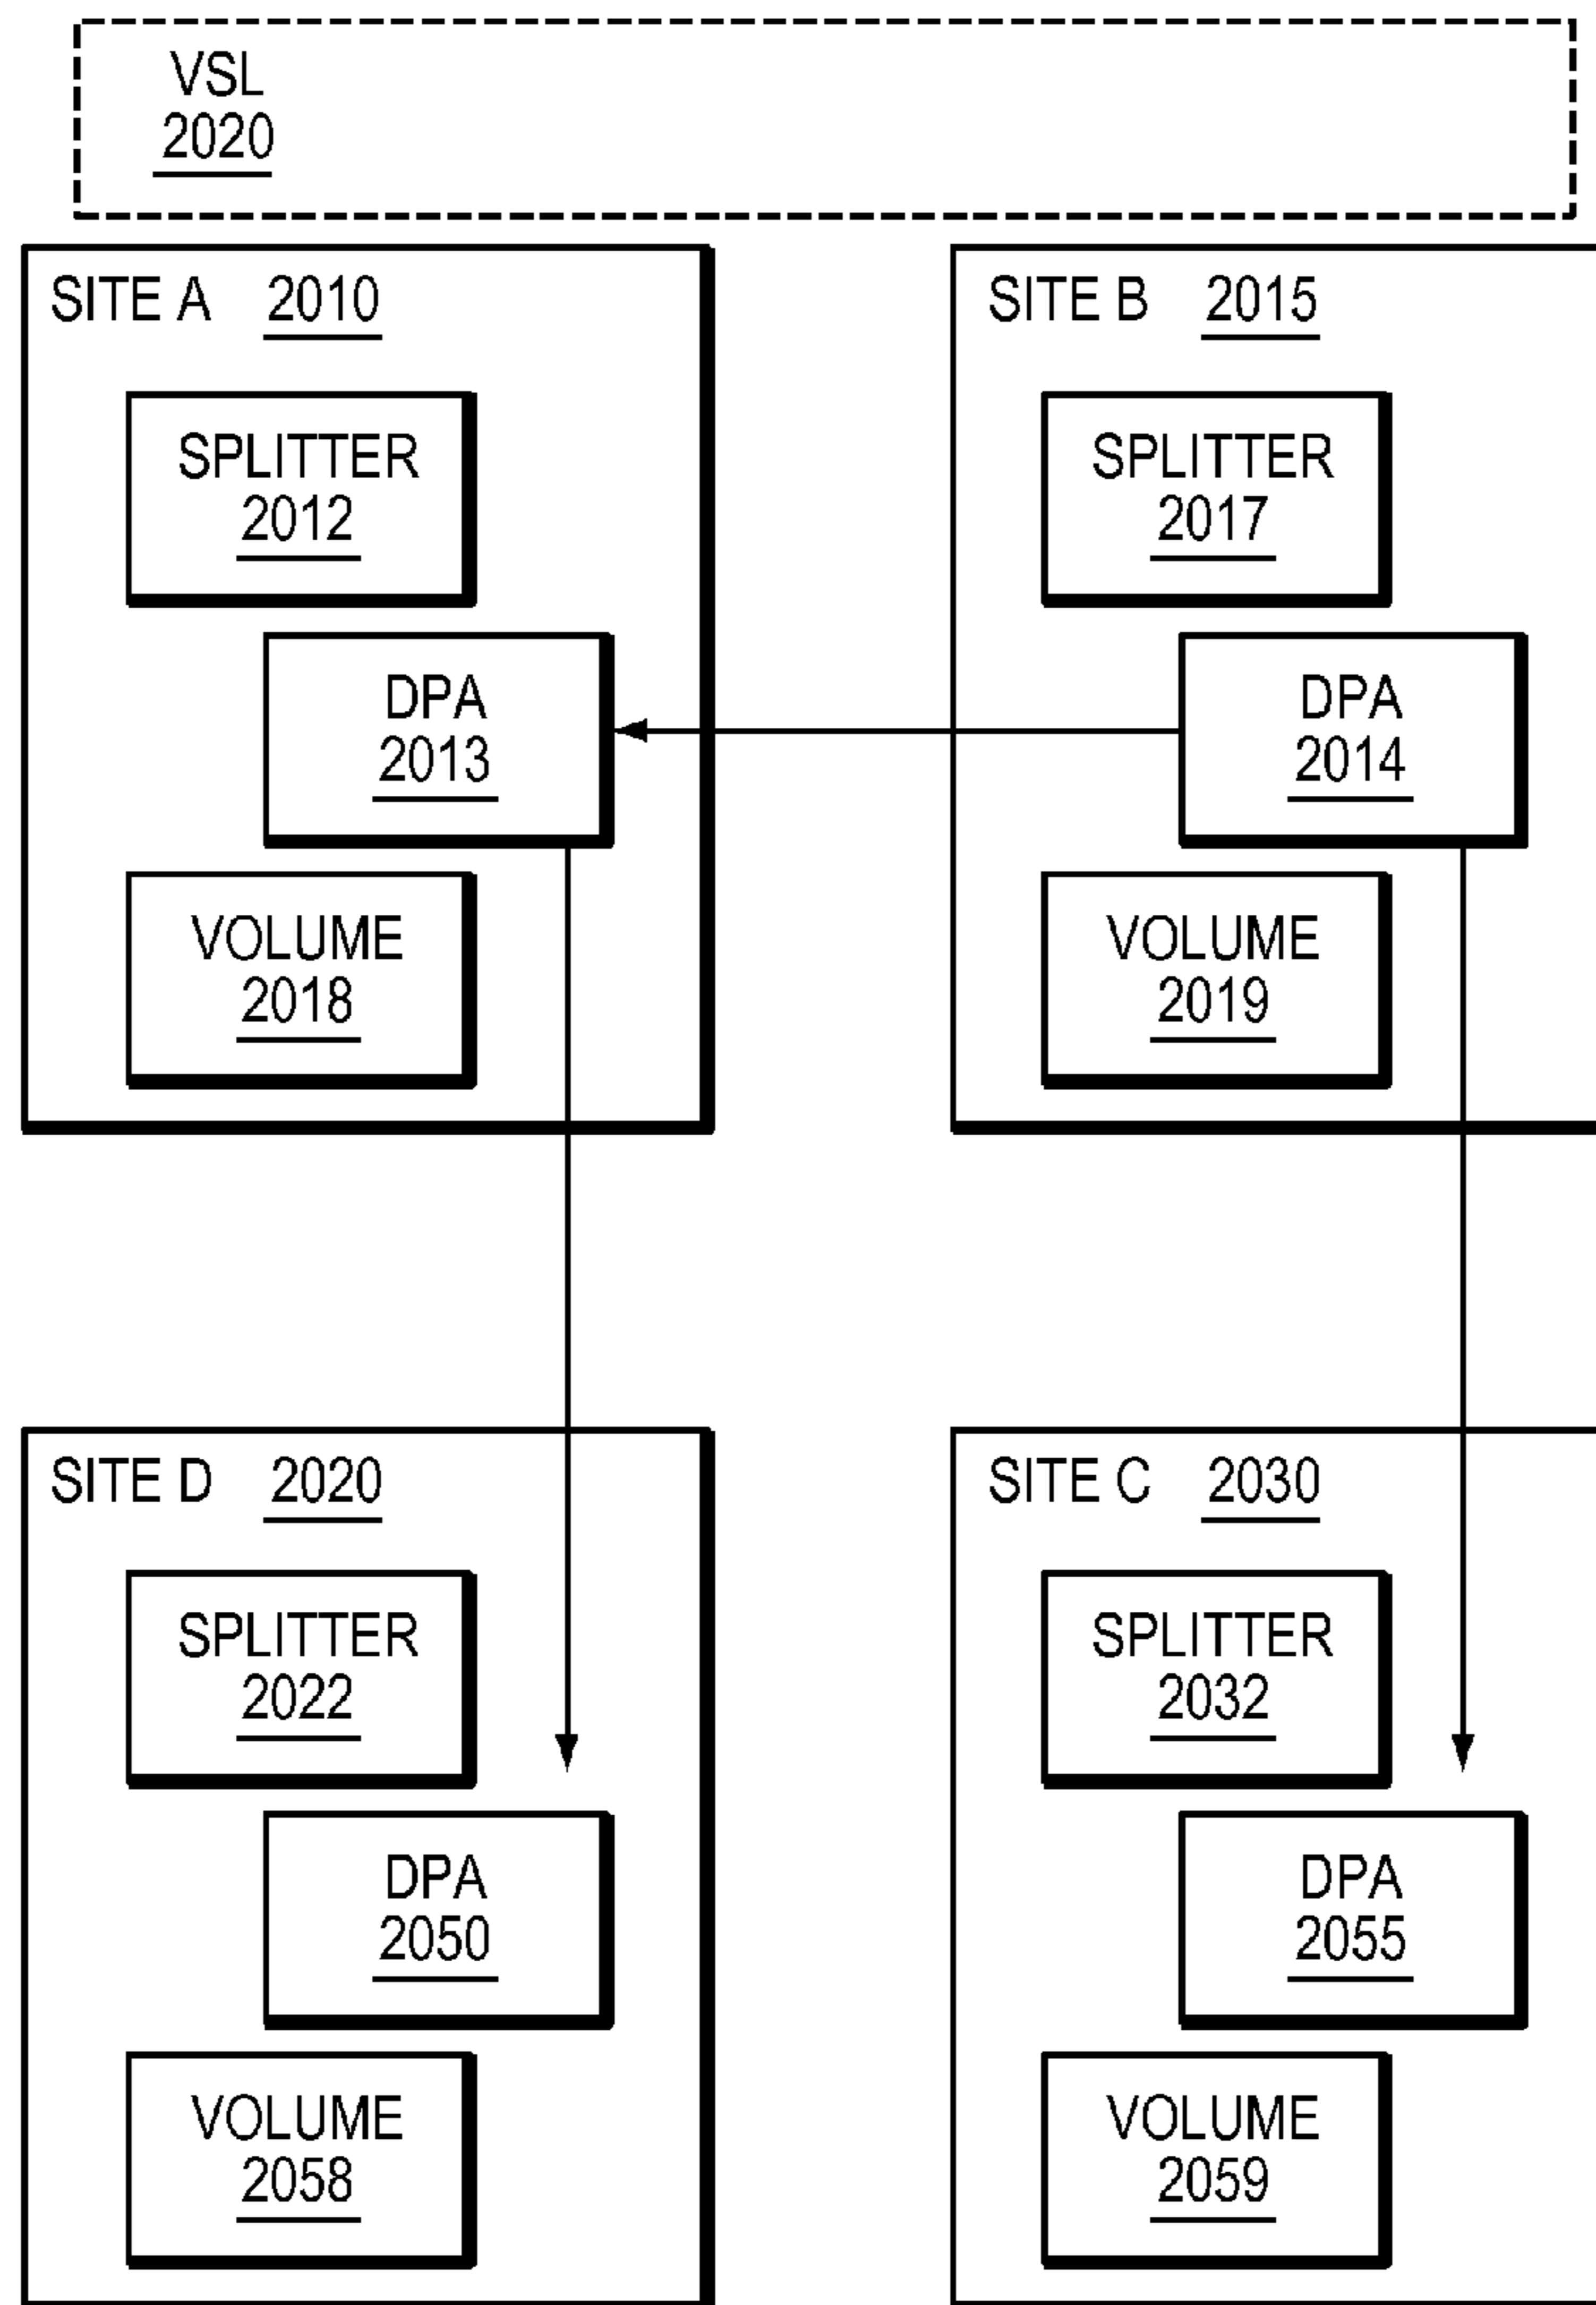 VSL
2020
SITE A 2010
SPLITTER
2012
DPA
2013
VOLUME
2018
SITE B 2015
SPLITTER
2017
DPA
2014
VOLUME
2019
SITE D 2020
SPLITTER
2022
DPA
2050
VOLUME
2058
SITE C 2030
SPLITTER
2032
DPA
2055
VOLUME
2059